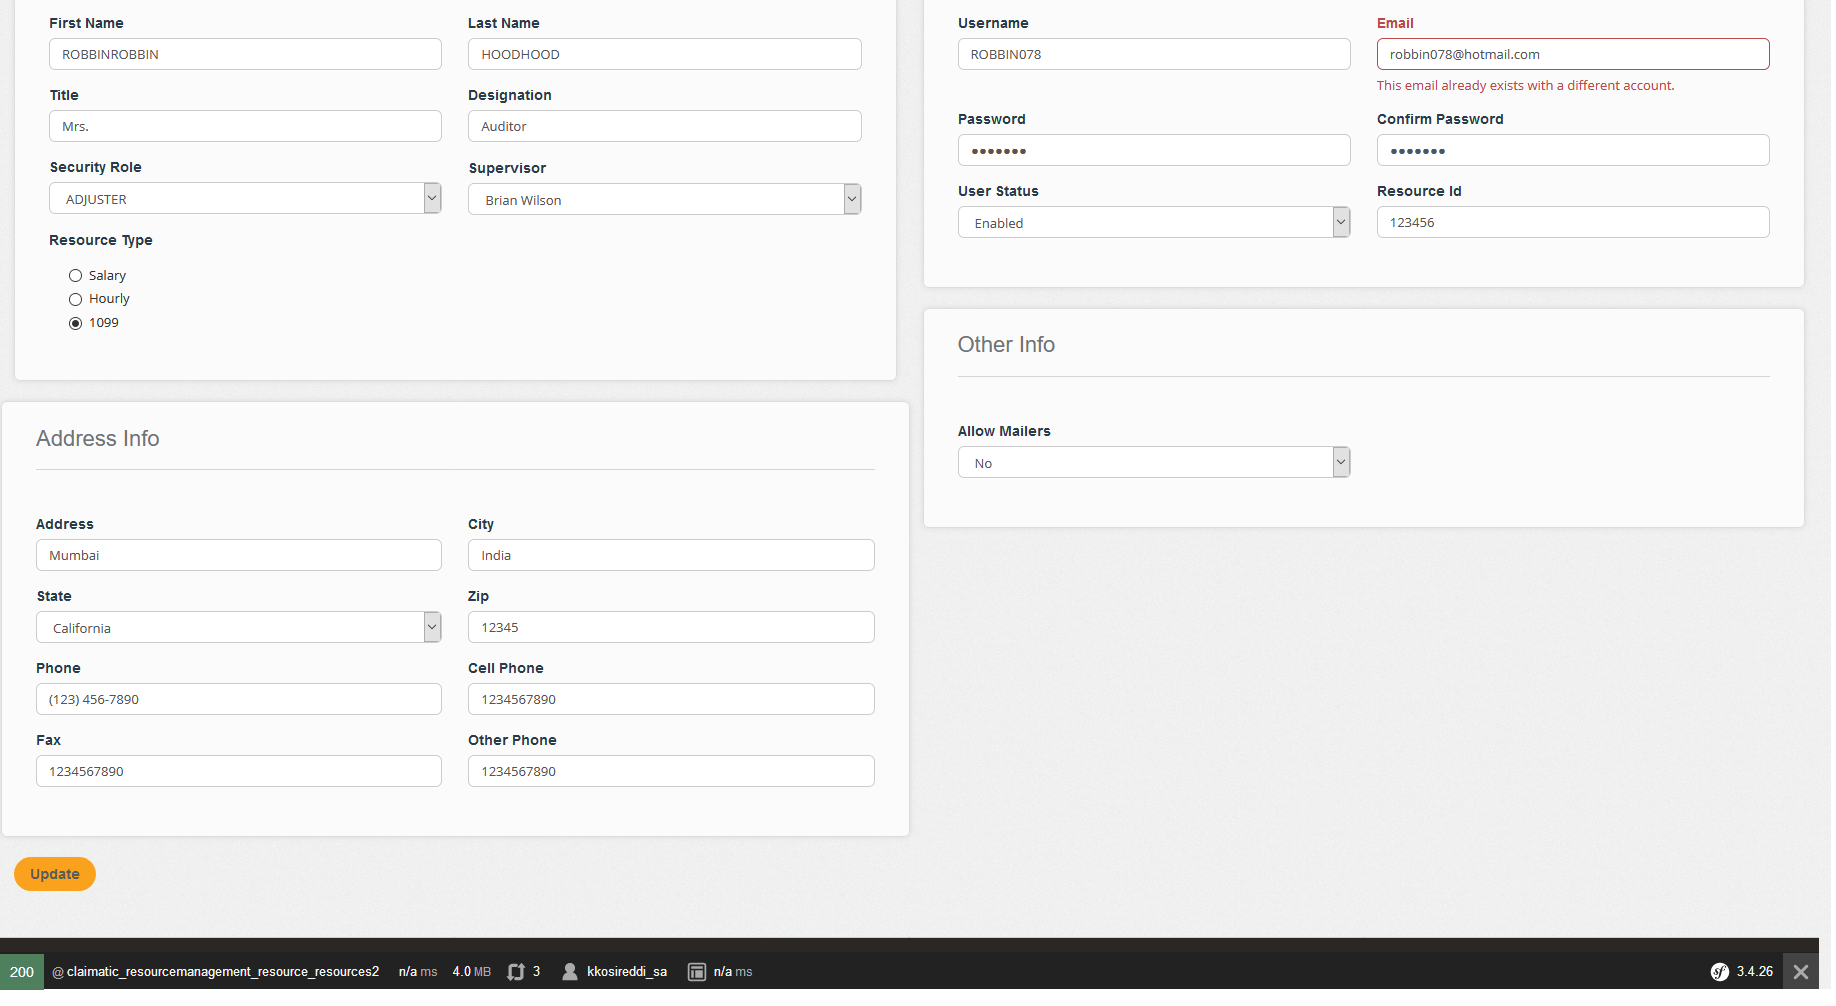 First Name
Last Name
ROBBINROBBIN
HOODHOOD
Title
Designation
Mrs.
Auditor
Security Role
Supervisor
ADJUSTER
Brian Wilson
Resource Type
Salary
Hourly
1099
Username
Email
ROBBIN078
robbin078@hotmail.com
This email already exists with a different account.
Password
Confirm Password
•••••••
•••••••
User Status
Resource Id
Enabled
123456
Other Info
Allow Mailers
No
Address Info
Address
City
Mumbai
India
State
Zip
California
12345
Phone
Cell Phone
(123) 456-7890
1234567890
Fax
Other Phone
1234567890
1234567890
Update
200 @ claimatic_resourcemanagement_resource_resources2 n/a ms 4.0 MB 3 kkosireddi_sa n/a ms sf 3.4.26